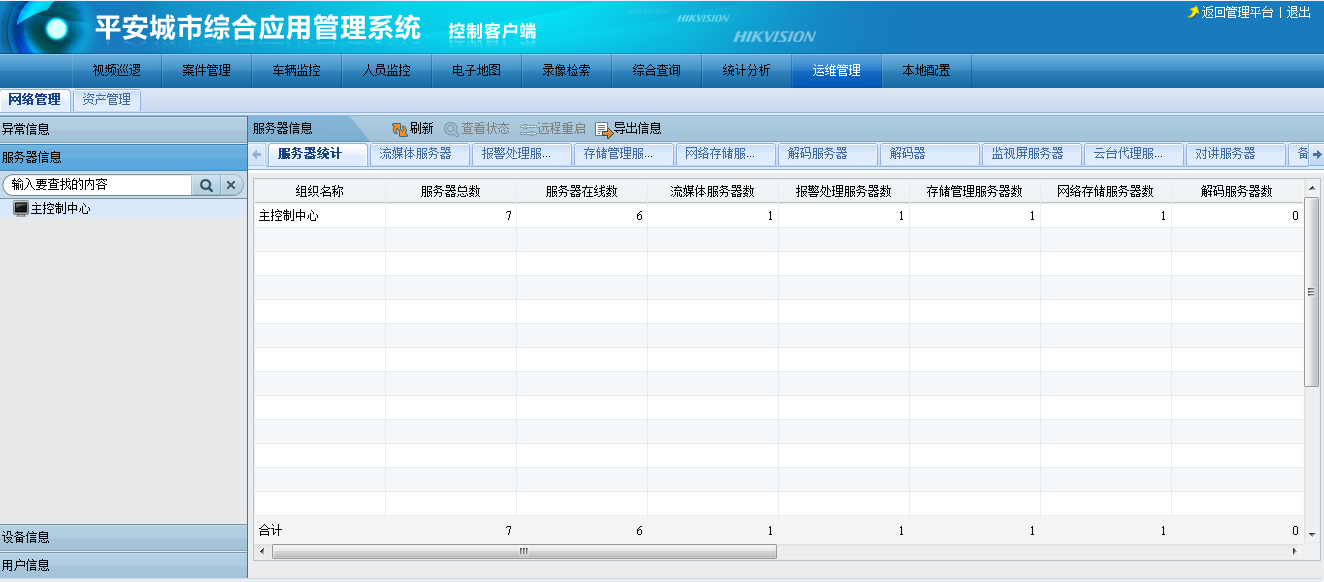 平安城市综合应用管理系统 控制客户端
HIKVISION
HIKVISION
返回管理平台 | 退出
视频巡逻 案件管理 车辆监控 人员监控 电子地图 录像检索 综合查询 统计分析 运维管理 本地配置
网络管理 资产管理
异常信息
服务器信息
输入要查找的内容
主控制中心
设备信息
用户信息
服务器信息 刷新 查看状态 远程重启 导出信息
服务器统计 流媒体服务器 报警处理服... 存储管理服... 网络存储服... 解码服务器 解码器 监视屏服务器 云台代理服... 对讲服务器 备
组织名称 服务器总数 服务器在线数 流媒体服务器数 报警处理服务器数 存储管理服务器数 网络存储服务器数 解码服务器数
主控制中心 7 6 1 1 1 1 0
合计 7 6 1 1 1 1 0